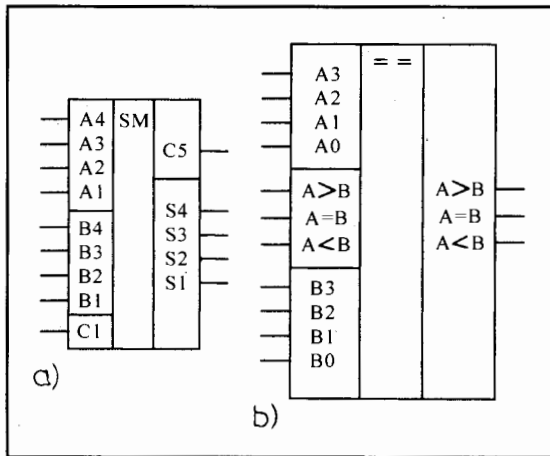 A4 SM
A3
A2
A1
C5
B4
B3
B2
B1
C1
S4
S3
S2
S1
a)
A3 = =
A2
A1
A0
A>B
A=B
A<B
B3
B2
B1
B0
A>B
A=B
A<B
b)